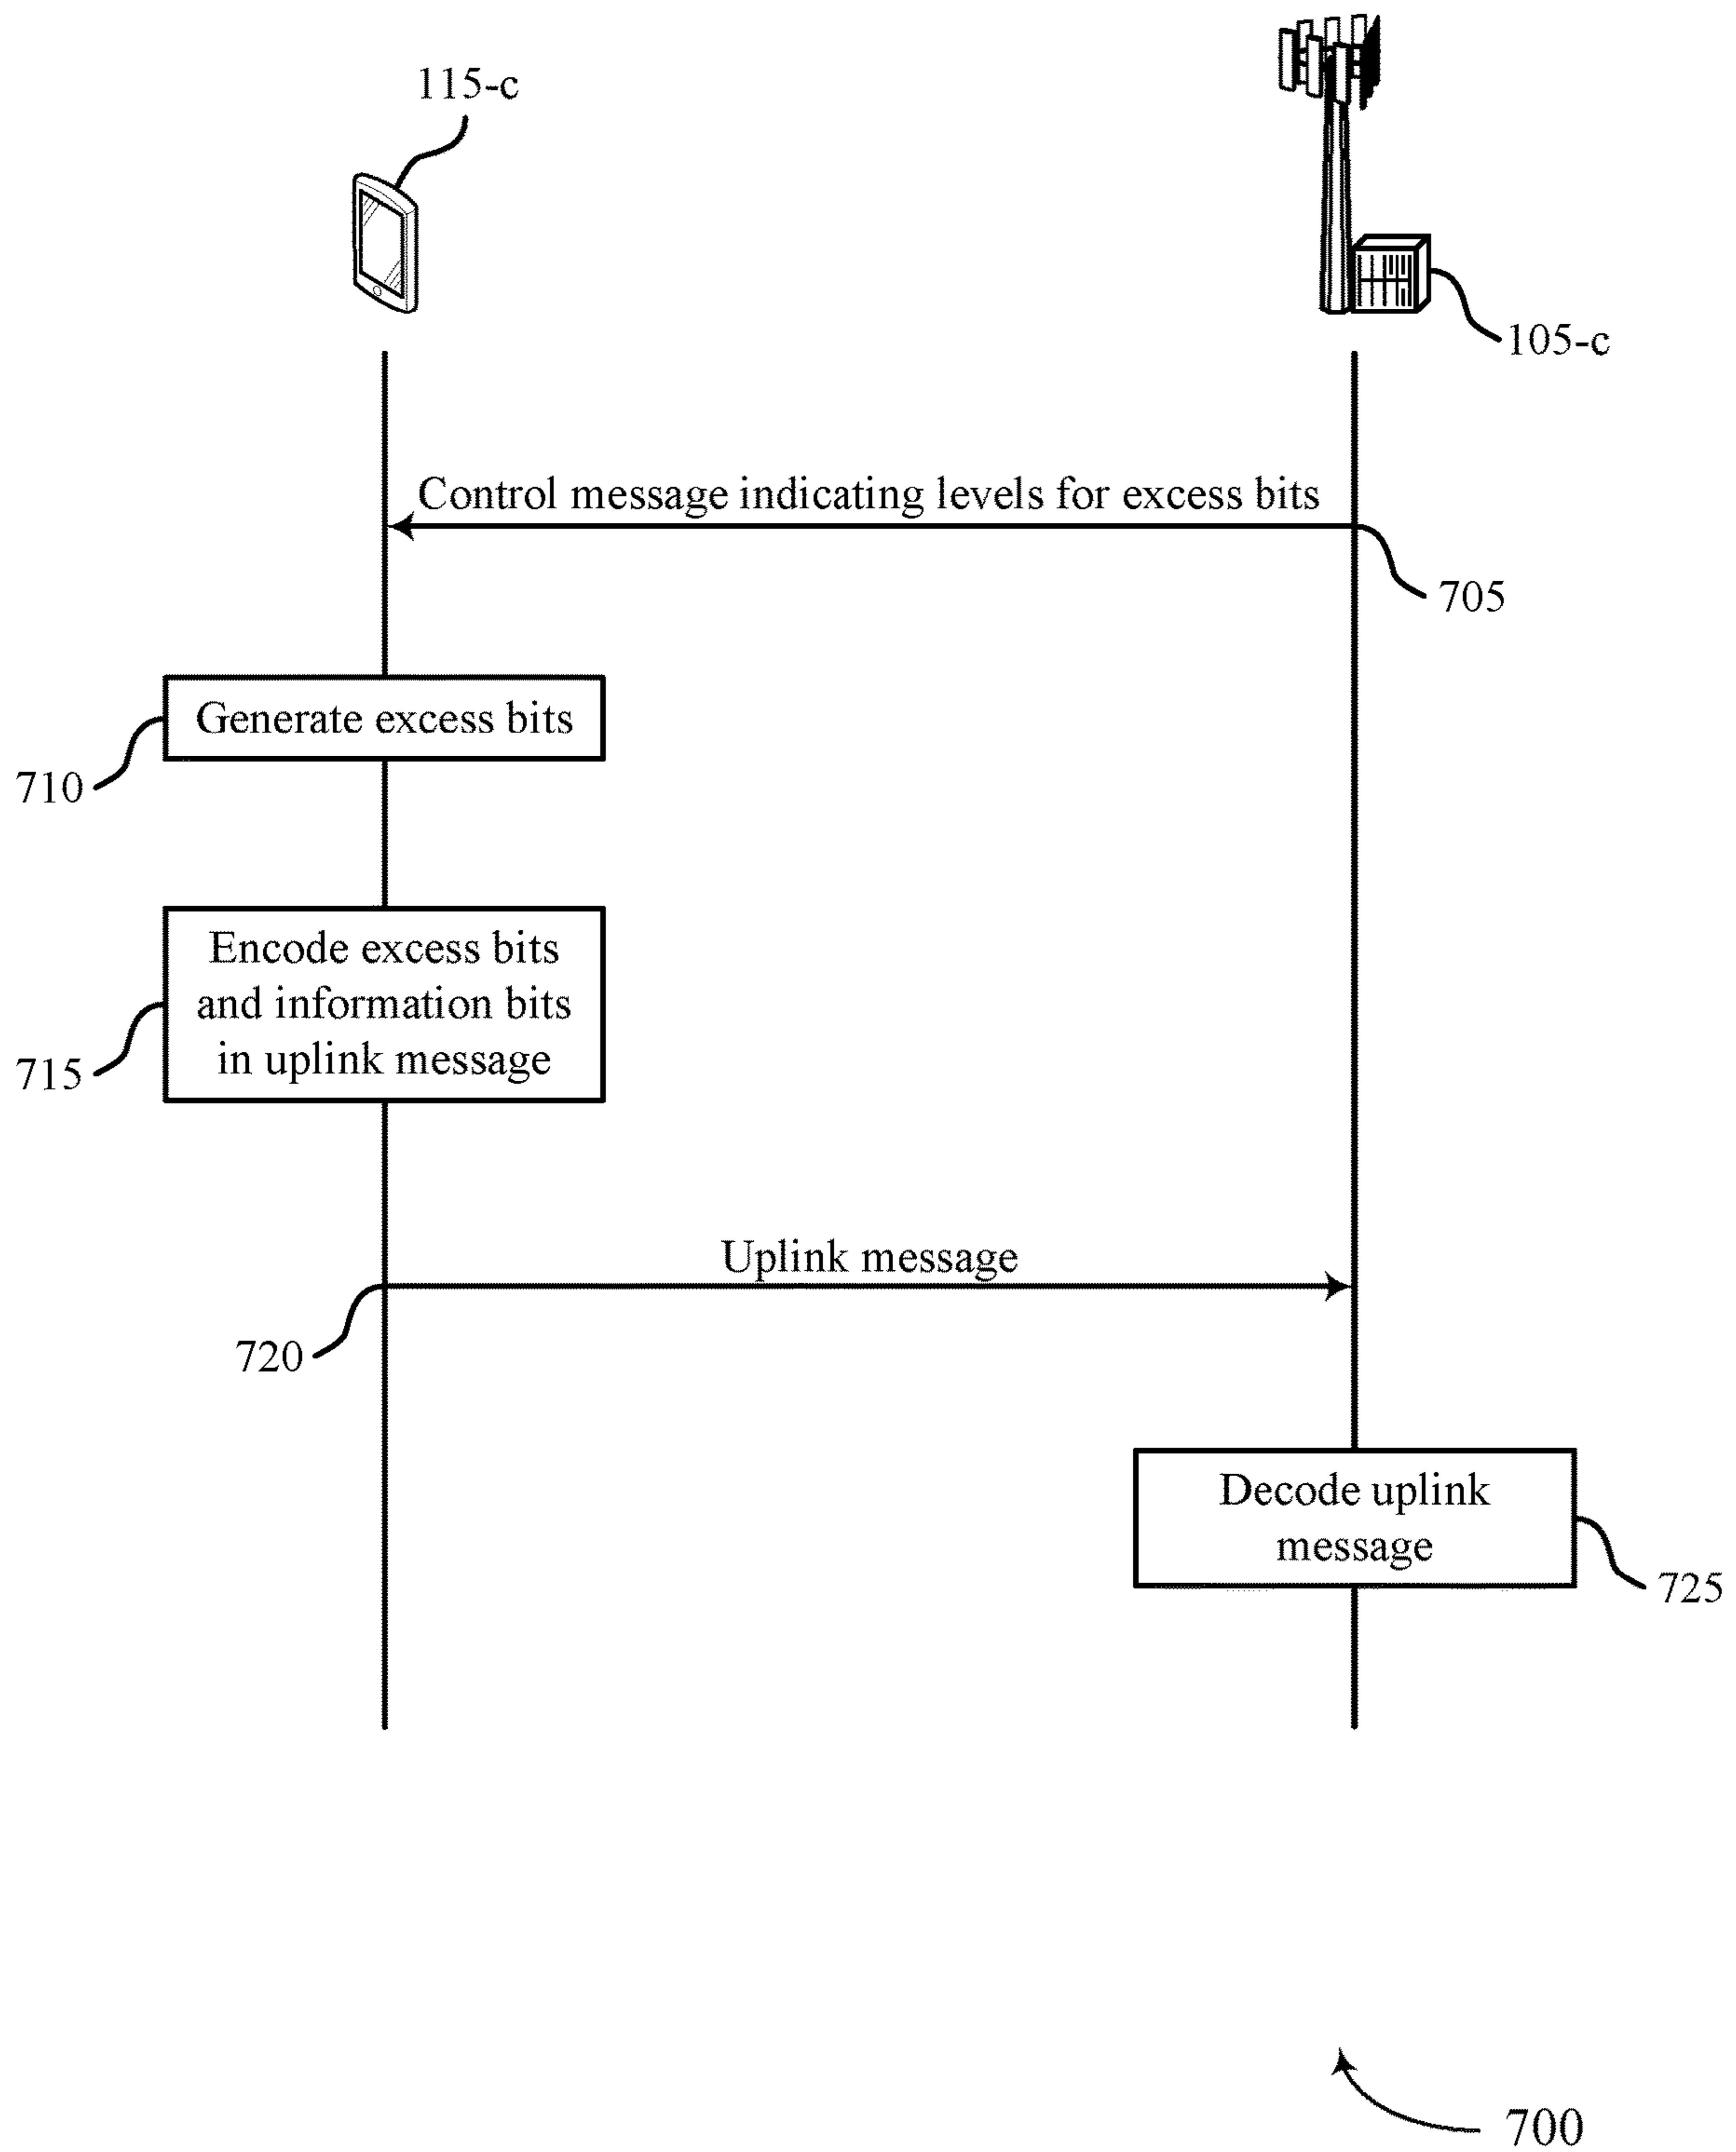 115-c
105-c
Control message indicating levels for excess bits
705
Generate excess bits
710
Encode excess bits
and information bits
in uplink message
715
Uplink message
720
Decode uplink
message
725
700